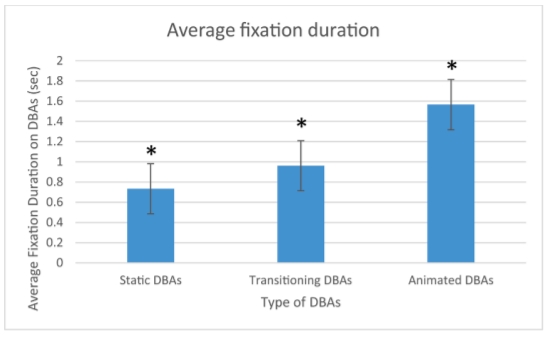 Average fixation duration
Average Fixation Duration on DBAs (sec)
2
1.8
1.6
1.4
1.2
1
0.8
0.6
0.4
0.2
0
*
*
*
Static DBAs
Transitioning DBAs
Animated DBAs
Type of DBAs